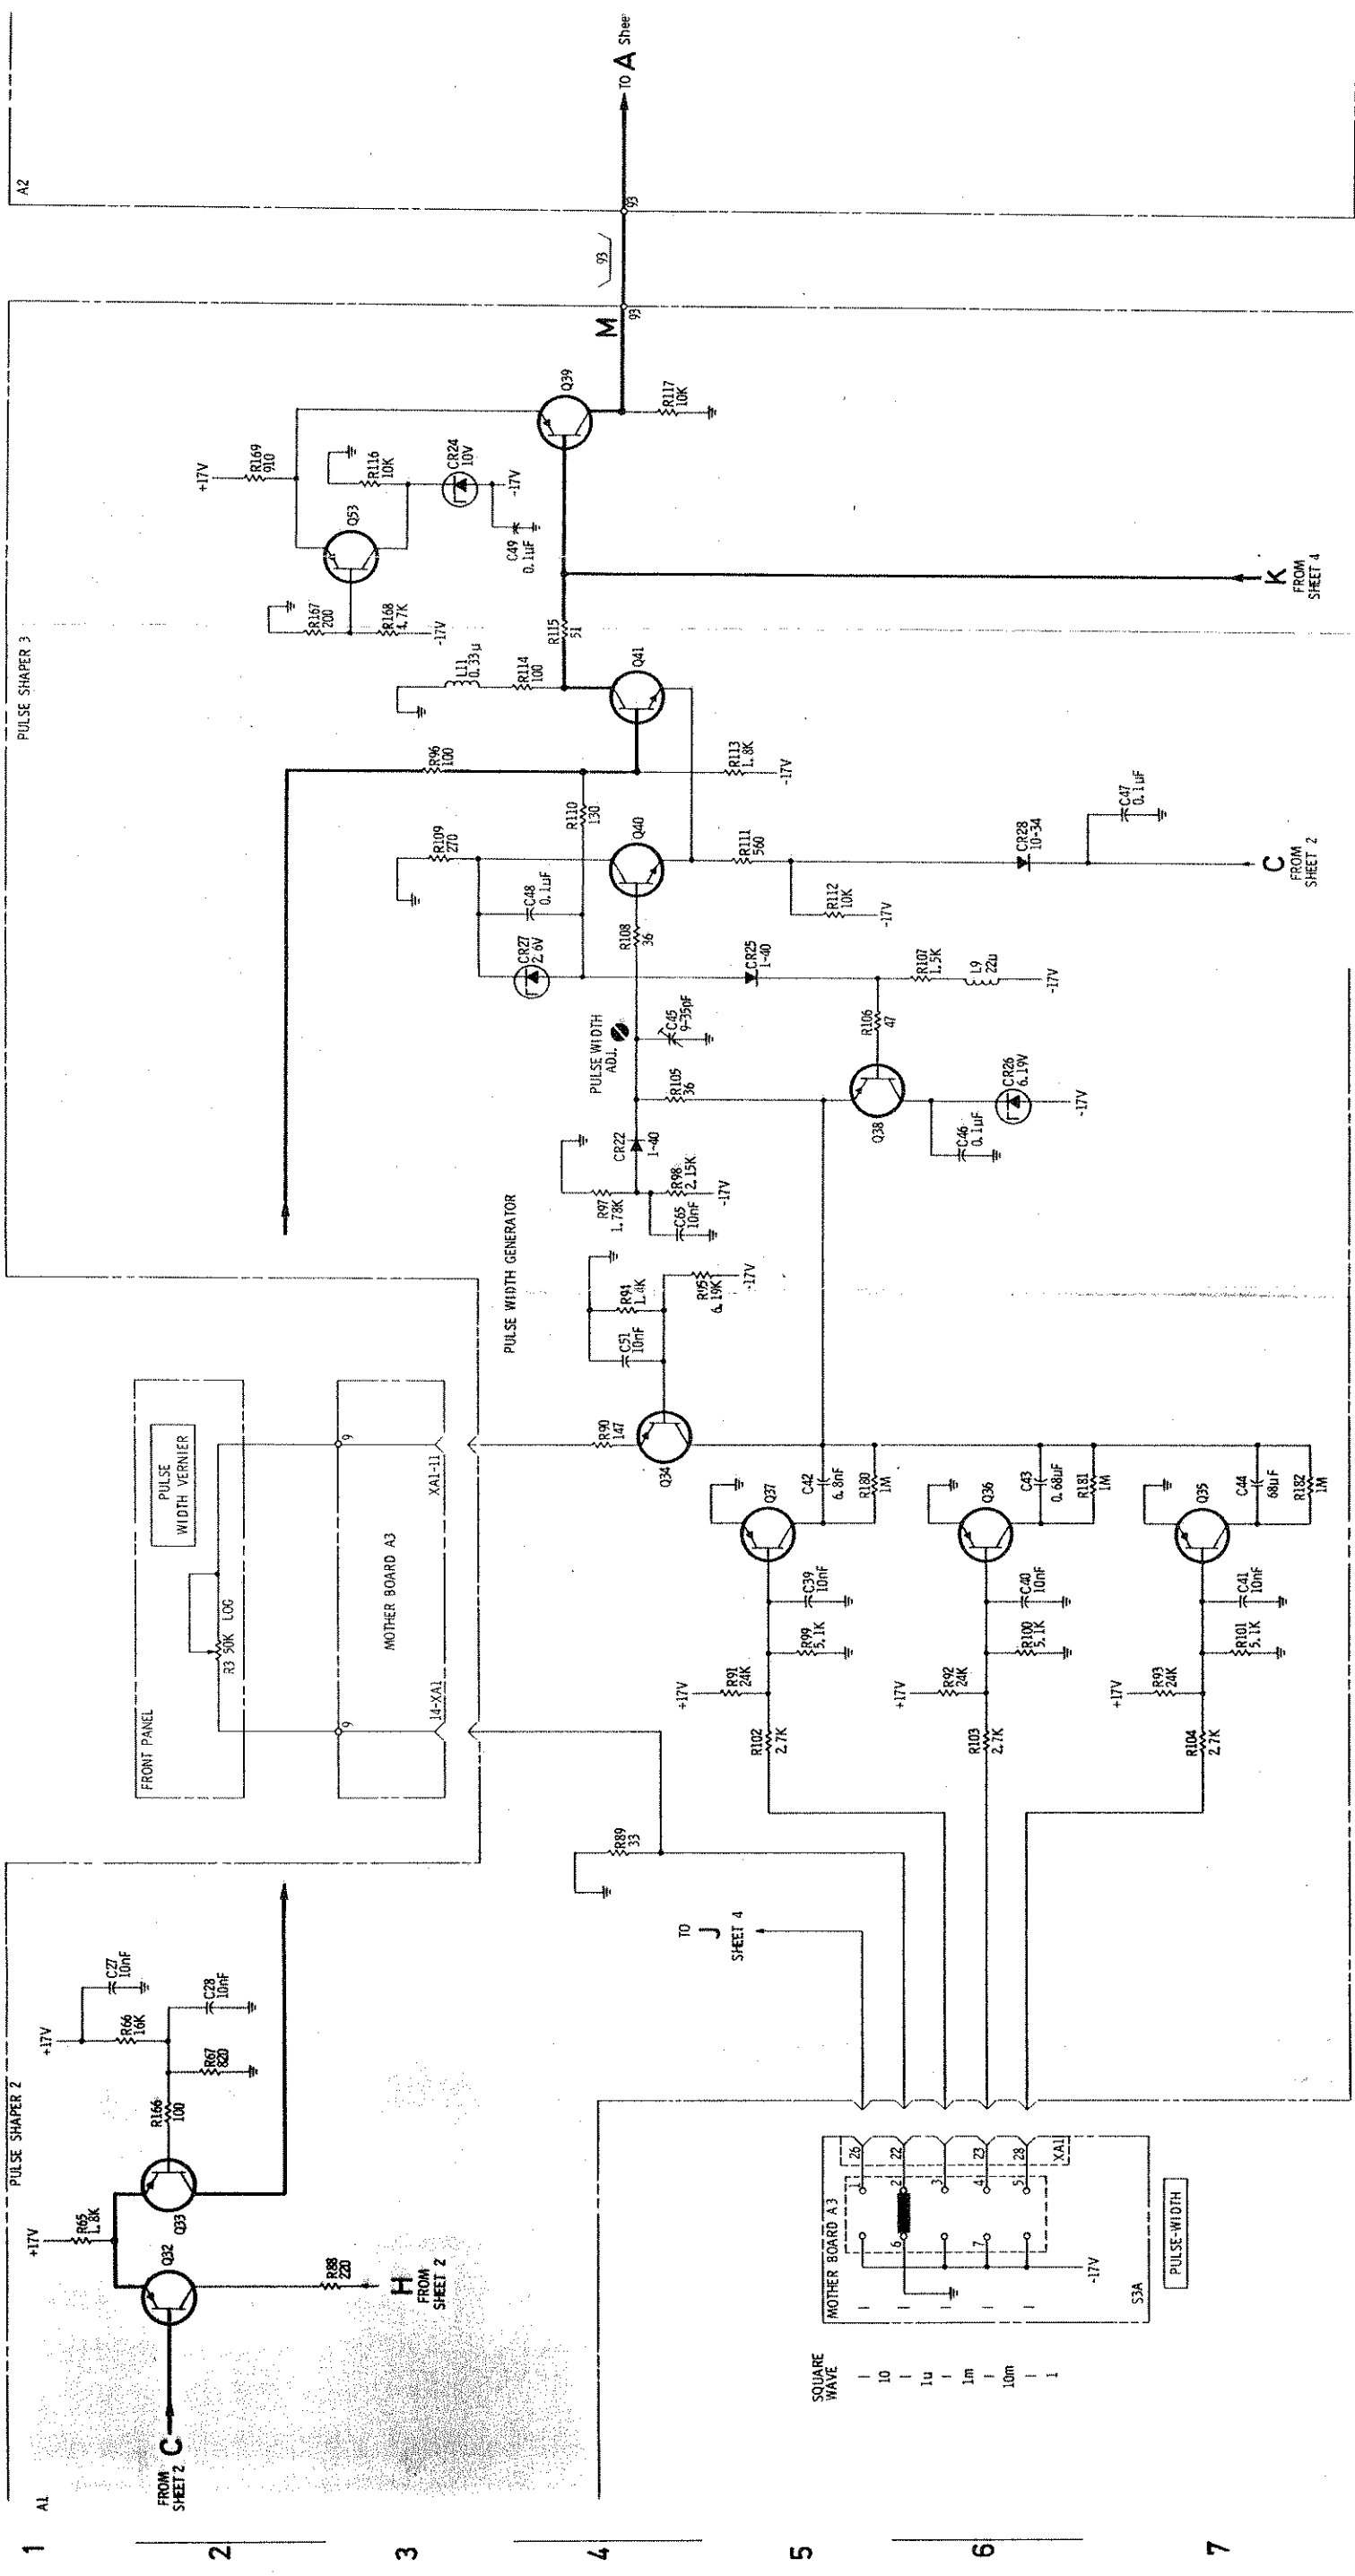 1
2
3
4
5
6
7
A1
PULSE SHAPER 2
FROM
SHEET 2
C
+17V
R65
1.8K
Q32
Q33
R88
220
H
FROM
SHEET 2
R166
100
R67
820
+17V
R66
16K
C27
10nF
C28
10nF
FRONT PANEL
PULSE
WIDTH VERNIER
R3 50K LOG
9
9
MOTHER BOARD A3
14-XA1
XA1-11
PULSE SHAPER 3
R96
100
R109
270
CR27
2.6V
C48
0.1uF
R110
130
R108
36
Q40
Q41
R113
1.8K
-17V
R111
560
R112
10K
-17V
CR28
10-34
C47
0.1uF
C
FROM
SHEET 2
L11
0.33µ
R114
100
R115
51
R167
200
R168
4.7K
-17V
Q53
+17V
R169
910
R116
10K
CR24
10V
-17V
C49
0.1uF
Q39
R117
10K
K
FROM
SHEET 4
M
93
93
93
A2
TO A Shee
PULSE WIDTH GENERATOR
R89
33
TO
J
SHEET 4
R90
147
Q34
C51
10nF
R94
1.4K
R95
6.19K
-17V
R97
1.78K
C65
10nF
R98
2.15K
-17V
CR22
1-40
PULSE WIDTH
ADJ.
C45
9-35pF
R105
36
CR25
1-40
Q38
R106
47
R107
1.5K
L9
22u
-17V
C46
0.1uF
CR26
6.19V
-17V
+17V
R91
24K
R102
2.7K
R99
5.1K
C39
10nF
Q37
C42
6.8nF
R180
1M
+17V
R92
24K
R103
2.7K
R100
5.1K
C40
10nF
Q36
C43
0.68uF
R181
1M
+17V
R93
24K
R104
2.7K
R101
5.1K
C41
10nF
Q35
C44
68uF
R182
1M
SQUARE
WAVE
10
1u
1m
10m
1
MOTHER BOARD A3
1
2
3
4
5
6
7
26
22
23
28
XA1
-17V
S3A
PULSE-WIDTH